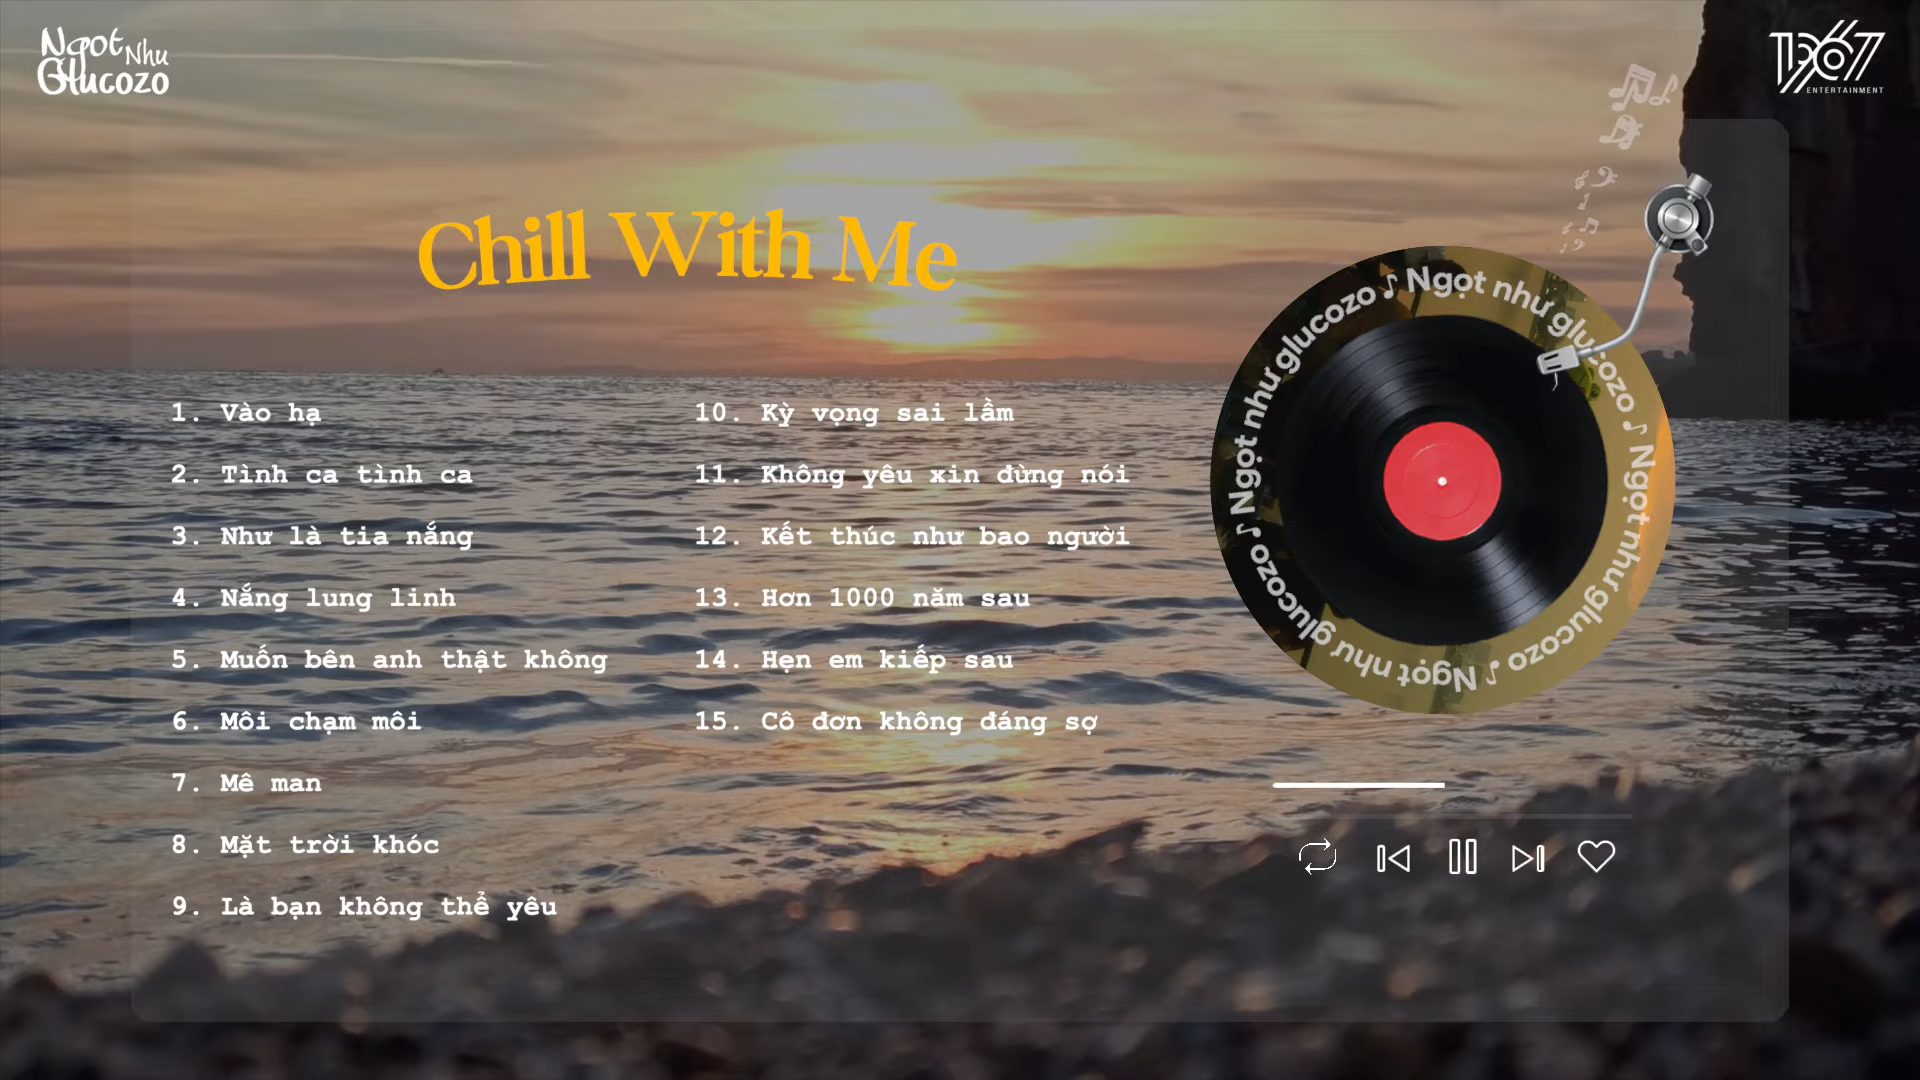 Ngọt Như
Glucozo
1967
ENTERTAINMENT
Chill With Me
1. Vào hạ
2. Tình ca tình ca
3. Như là tia nắng
4. Nắng lung linh
5. Muốn bên anh thật không
6. Môi chạm môi
7. Mê man
8. Mặt trời khóc
9. Là bạn không thể yêu
10. Kỳ vọng sai lầm
11. Không yêu xin đừng nói
12. Kết thúc như bao người
13. Hơn 1000 năm sau
14. Hẹn em kiếp sau
15. Cô đơn không đáng sợ
Ngọt như glucozo ♪ Ngọt như glucozo ♪ Ngọt như glucozo ♪ Ngọt như glucozo ♪